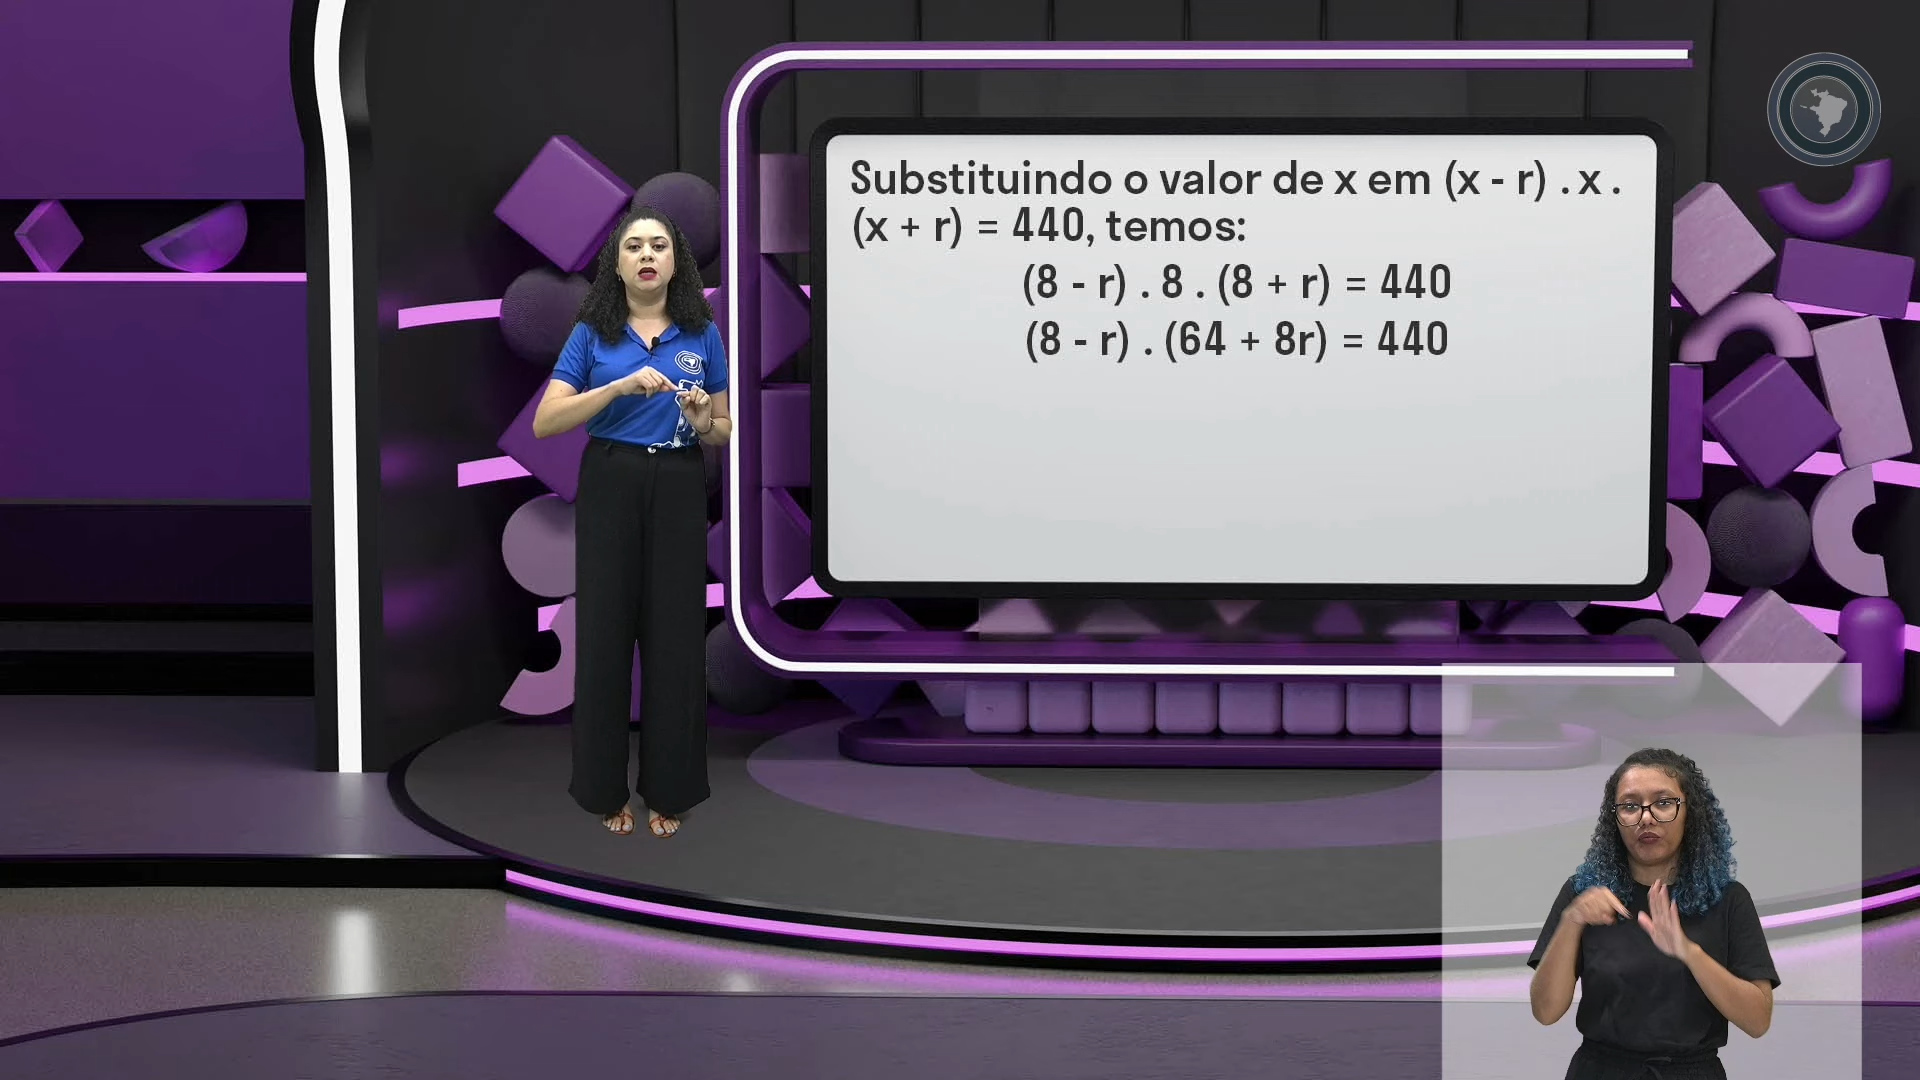 Substituindo o valor de x em (x - r) . x .
(x + r) = 440, temos:
(8 - r) . 8 . (8 + r) = 440
(8 - r) . (64 + 8r) = 440